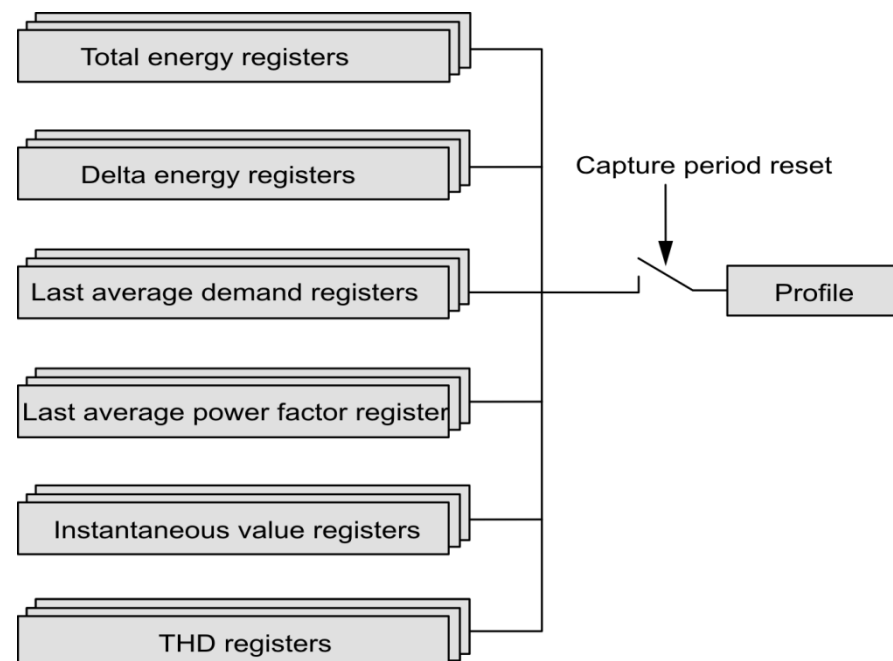 Total energy registers
Delta energy registers
Capture period reset
Last average demand registers
Profile
Last average power factor register
Instantaneous value registers
THD registers